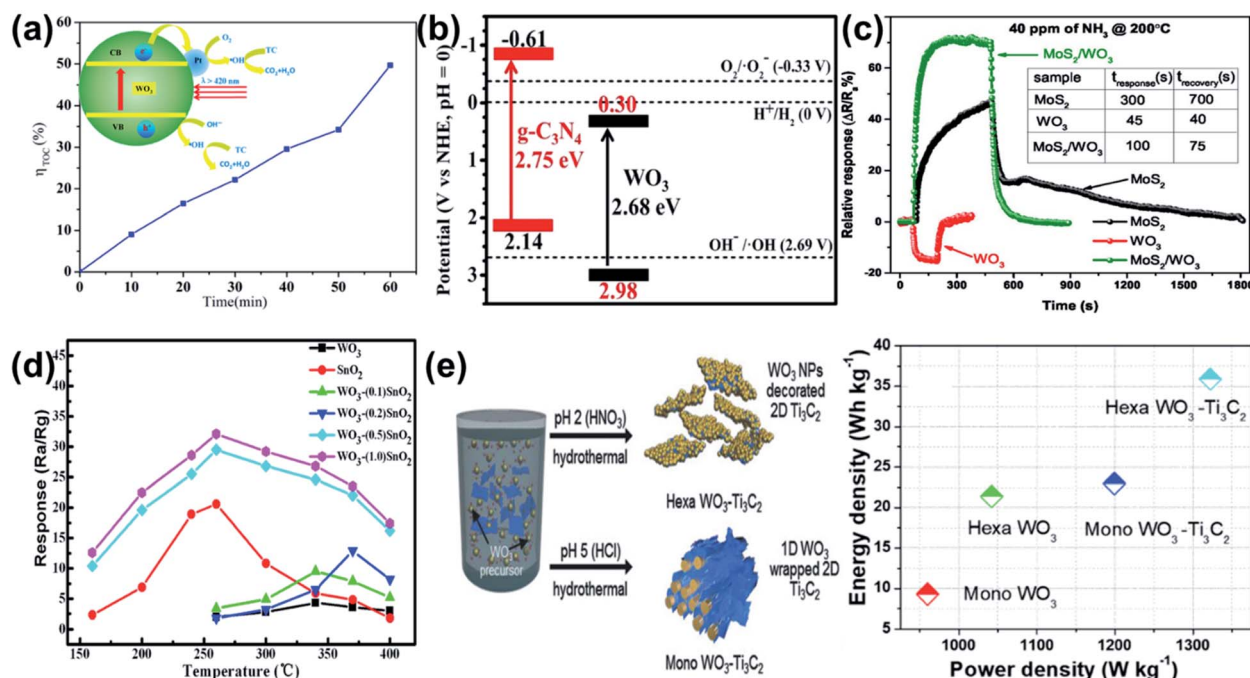 (a)
60
50
40
30
20
10
0
η_TOC (%)
0 10 20 30 40 50 60
Time(min)
CB
e⁻
Pt
O₂
·OH
TC
CO₂+H₂O
WO₃
λ > 420 nm
VB
h⁺
OH⁻
·OH
TC
CO₂+H₂O
(b)
Potential (V vs NHE, pH = 0)
-1
0
1
2
3
-0.61
O₂/·O₂⁻ (-0.33 V)
H⁺/H₂ (0 V)
0.30
g-C₃N₄
2.75 eV
WO₃
2.68 eV
2.14
OH⁻/·OH (2.69 V)
2.98
(c)
40 ppm of NH₃ @ 200°C
Relative response (ΔR/Rₐ%)
80
60
40
20
0
-20
MoS₂/WO₃
sample t_response(s) t_recovery(s)
MoS₂ 300 700
WO₃ 45 40
MoS₂/WO₃ 100 75
MoS₂
WO₃
MoS₂
WO₃
MoS₂/WO₃
0 300 600 900 1200 1500 1800
Time (s)
(d)
Response (Ra/Rg)
45
40
35
30
25
20
15
10
5
0
WO₃
SnO₂
WO₃-(0.1)SnO₂
WO₃-(0.2)SnO₂
WO₃-(0.5)SnO₂
WO₃-(1.0)SnO₂
150 200 250 300 350 400
Temperature (℃)
(e)
WO₃
precursor
pH 2 (HNO₃)
hydrothermal
WO₃ NPs
decorated
2D Ti₃C₂
Hexa WO₃-Ti₃C₂
pH 5 (HCl)
hydrothermal
1D WO₃
wrapped 2D
Ti₃C₂
Mono WO₃-Ti₃C₂
Energy density (Wh kg⁻¹)
40
35
30
25
20
15
10
5
Hexa WO₃-Ti₃C₂
Hexa WO₃
Mono WO₃-Ti₃C₂
Mono WO₃
1000 1100 1200 1300
Power density (W kg⁻¹)